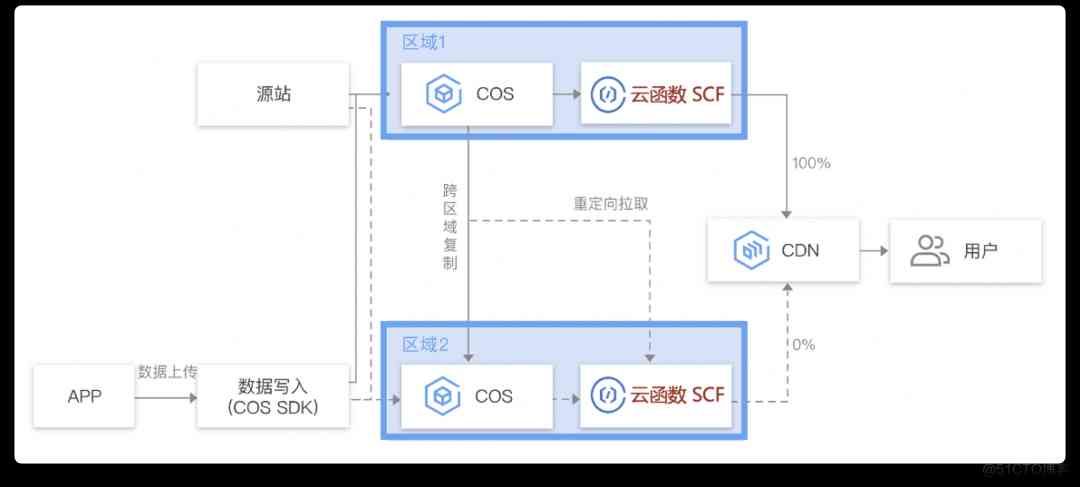 区域1
源站
COS
云函数 SCF
100%
跨区域复制
重定向拉取
CDN
用户
区域2
0%
数据上传
APP
数据写入
(COS SDK)
COS
云函数 SCF
@51CTO博客